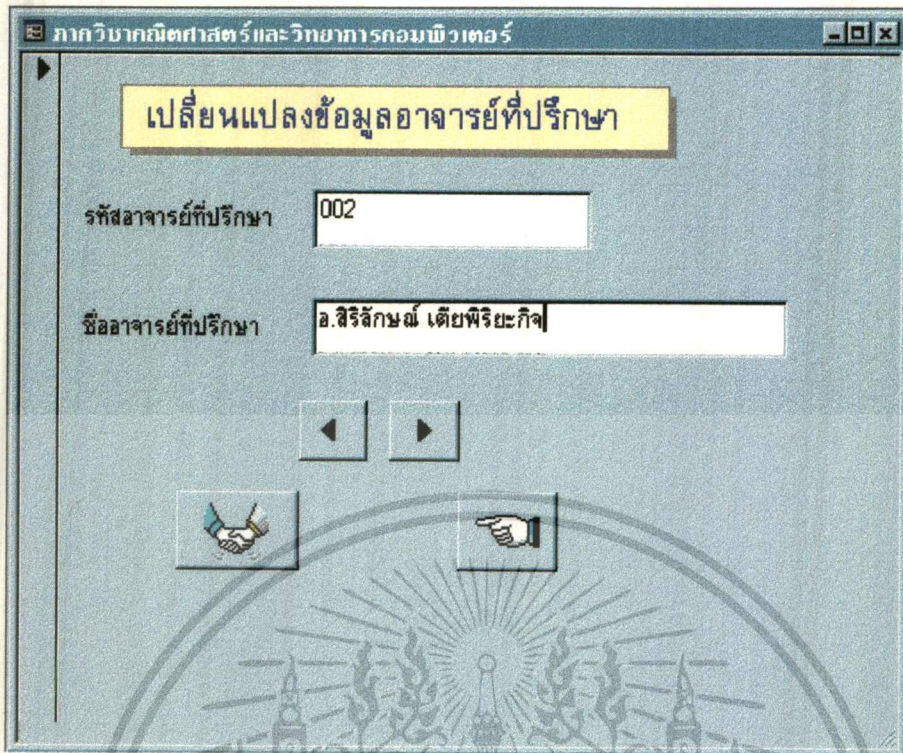 ภาควิชาคณิตศาสตร์และวิทยาการคอมพิวเตอร์
เปลี่ยนแปลงข้อมูลอาจารย์ที่ปรึกษา
รหัสอาจารย์ที่ปรึกษา 002
ชื่ออาจารย์ที่ปรึกษา อ.สิริลักษณ์ เตียพิริยะกิจ